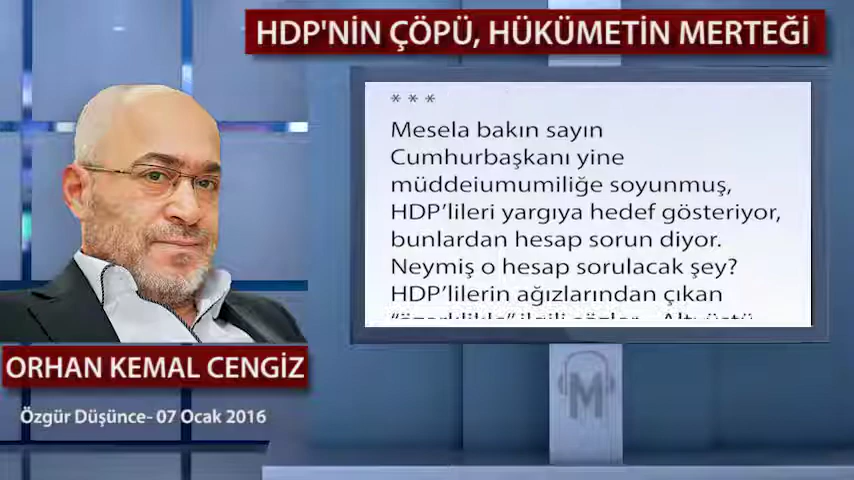 HDP'NİN ÇÖPÜ, HÜKÜMETİN MERTEĞİ
* * *
Mesela bakın sayın
Cumhurbaşkanı yine
müddeiumumiliğe soyunmuş,
HDP’lileri yargıya hedef gösteriyor,
bunlardan hesap sorun diyor.
Neymiş o hesap sorulacak şey?
HDP’lilerin ağızlarından çıkan
ORHAN KEMAL CENGİZ
Özgür Düşünce- 07 Ocak 2016
M